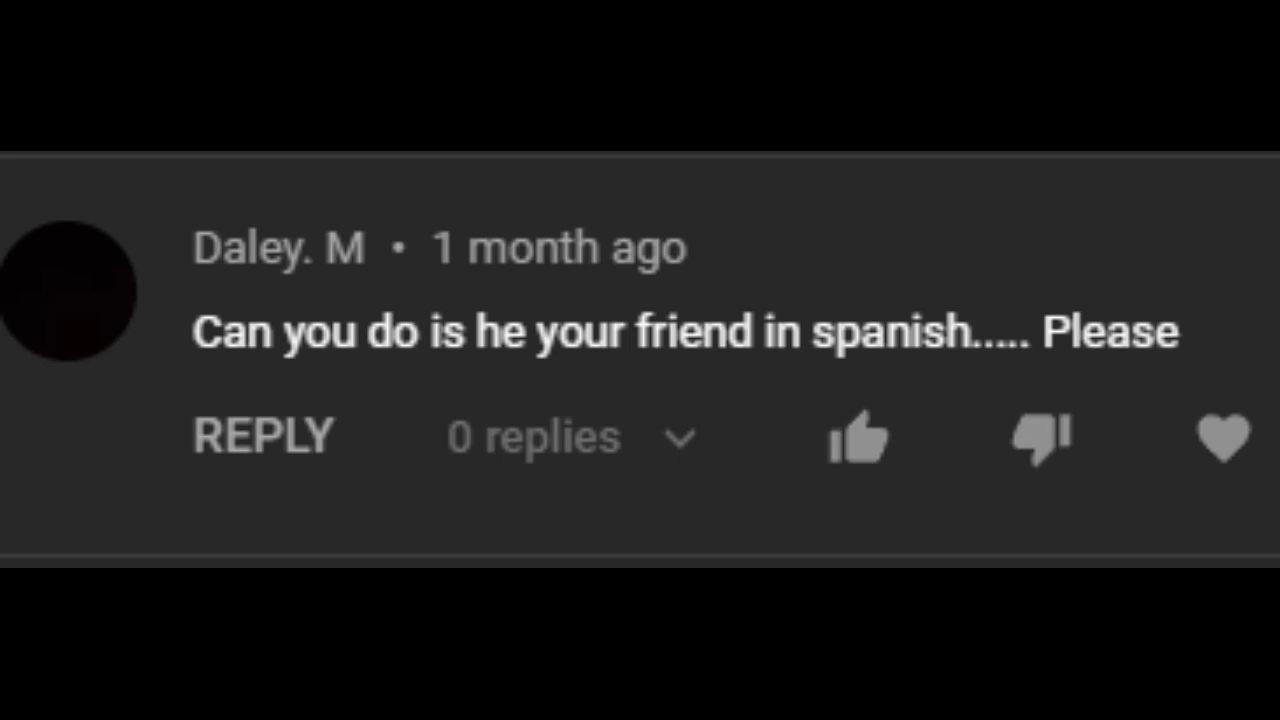 Daley. M • 1 month ago
Can you do is he your friend in spanish..... Please
REPLY 0 replies